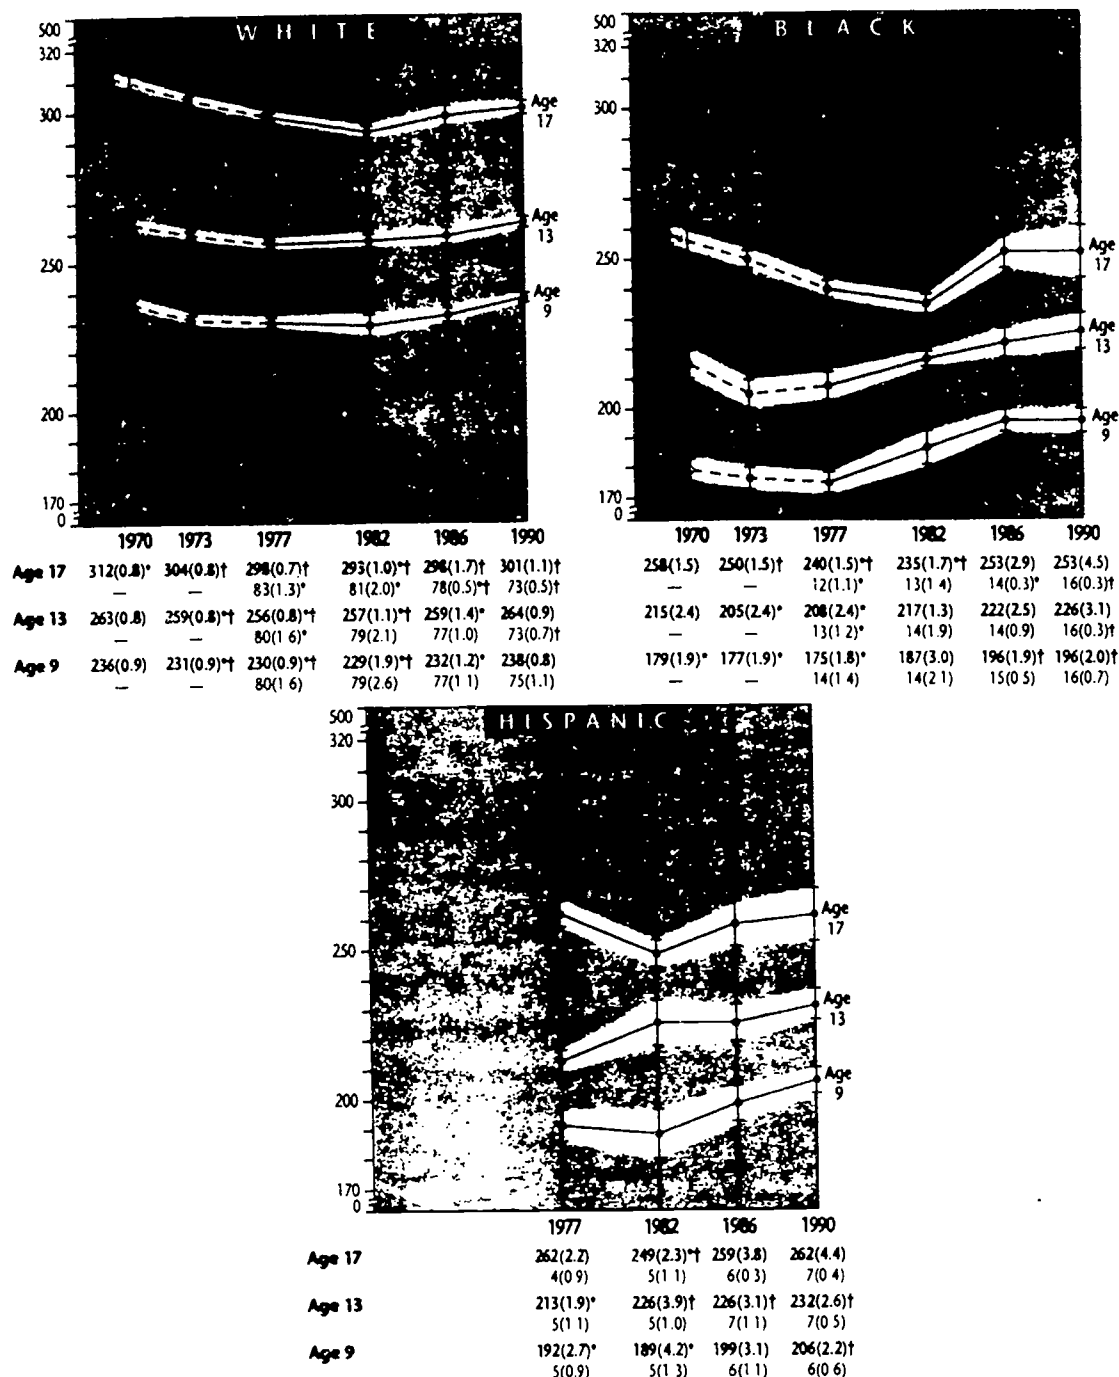 WHITE
500
320
300
250
200
170
0
Age 17
Age 13
Age 9
1970 1973 1977 1982 1986 1990
Age 17 312(0.8)* 304(0.8)† 298(0.7)† 293(1.0)*† 298(1.7)† 301(1.1)†
— — 83(1.3)* 81(2.0)* 78(0.5)*† 73(0.5)†
Age 13 263(0.8) 259(0.8)*† 256(0.8)*† 257(1.1)*† 259(1.4)* 264(0.9)
— — 80(1 6)* 79(2.1) 77(1.0) 73(0.7)†
Age 9 236(0.9) 231(0.9)*† 230(0.9)*† 229(1.9)*† 232(1.2)* 238(0.8)
— — 80(1 6) 79(2.6) 77(1 1) 75(1.1)
BLACK
500
320
300
250
200
170
0
Age 17
Age 13
Age 9
1970 1973 1977 1982 1986 1990
258(1.5) 250(1.5)† 240(1.5)*† 235(1.7)*† 253(2.9) 253(4.5)
— — 12(1.1)* 13(1 4) 14(0.3)* 16(0.3)†
215(2.4) 205(2.4)* 208(2.4)* 217(1.3) 222(2.5) 226(3.1)
— — 13(1 2)* 14(1.9) 14(0.9) 16(0.3)†
179(1.9)* 177(1.9)* 175(1.8)* 187(3.0) 196(1.9)† 196(2.0)†
— — 14(1 4) 14(2 1) 15(0 5) 16(0.7)
HISPANIC
500
320
300
250
200
170
0
Age 17
Age 13
Age 9
1977 1982 1986 1990
Age 17 262(2.2) 249(2.3)*† 259(3.8) 262(4.4)
4(0 9) 5(1 1) 6(0 3) 7(0 4)
Age 13 213(1.9)* 226(3.9)† 226(3.1)† 232(2.6)†
5(1 1) 5(1.0) 7(1 1) 7(0 5)
Age 9 192(2.7)* 189(4.2)* 199(3.1) 206(2.2)†
5(0.9) 5(1 3) 6(1 1) 6(0 6)